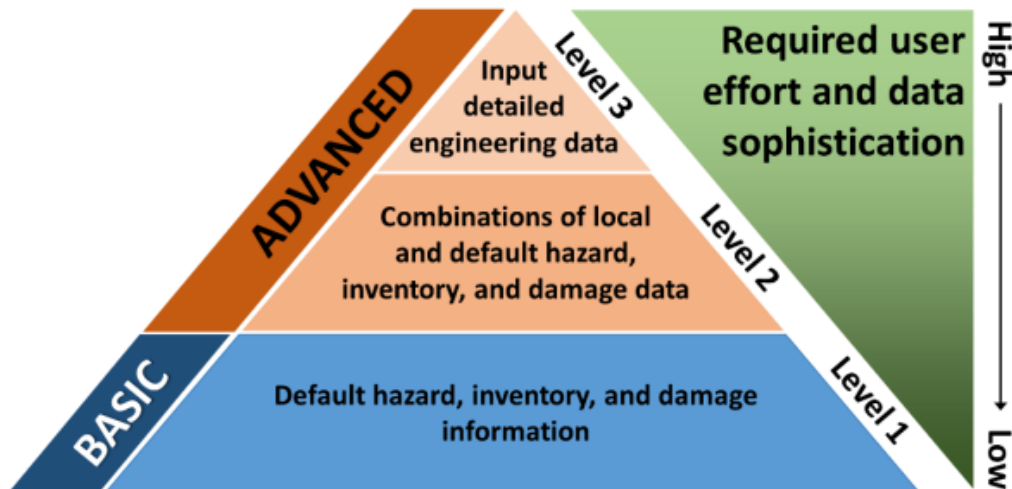 ADVANCED
BASIC
Input
detailed
engineering data
Level 3
Combinations of local
and default hazard,
inventory, and damage data
Level 2
Default hazard, inventory, and damage
information
Level 1
Required user
effort and data
sophistication
High
Low